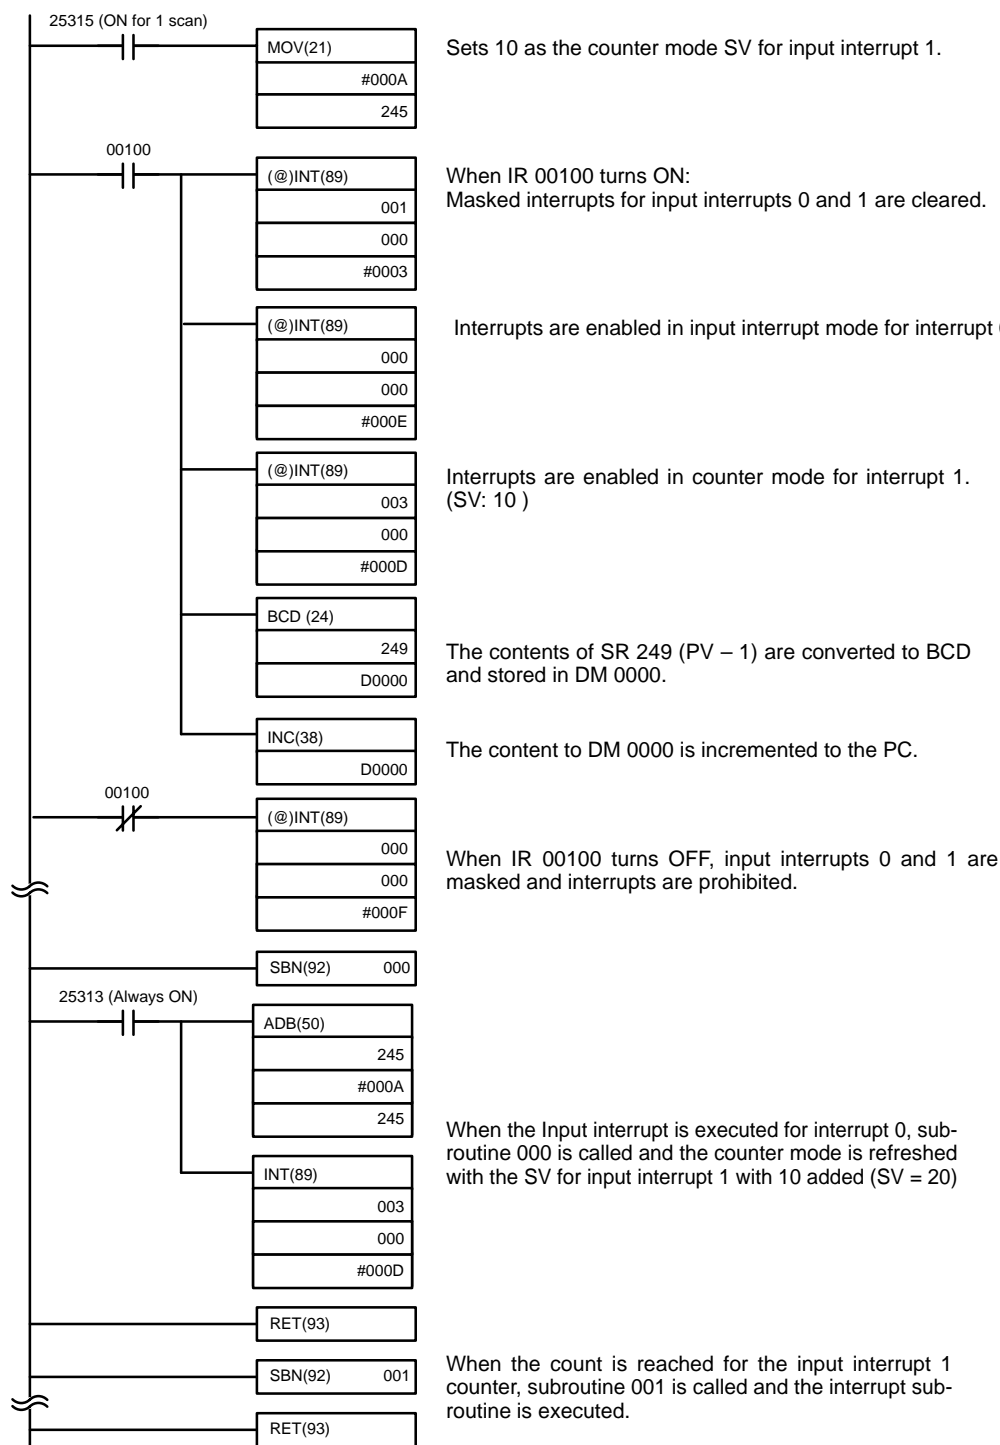 25315 (ON for 1 scan)
MOV(21)
#000A
245
Sets 10 as the counter mode SV for input interrupt 1.
00100
(@)INT(89)
001
000
#0003
When IR 00100 turns ON:
Masked interrupts for input interrupts 0 and 1 are cleared.
(@)INT(89)
000
000
#000E
Interrupts are enabled in input interrupt mode for interrupt
(@)INT(89)
003
000
#000D
Interrupts are enabled in counter mode for interrupt 1.
(SV: 10 )
BCD (24)
249
D0000
The contents of SR 249 (PV – 1) are converted to BCD
and stored in DM 0000.
INC(38)
D0000
The content to DM 0000 is incremented to the PC.
00100
(@)INT(89)
000
000
#000F
When IR 00100 turns OFF, input interrupts 0 and 1 are
masked and interrupts are prohibited.
SBN(92) 000
25313 (Always ON)
ADB(50)
245
#000A
245
INT(89)
003
000
#000D
When the Input interrupt is executed for interrupt 0, sub-
routine 000 is called and the counter mode is refreshed
with the SV for input interrupt 1 with 10 added (SV = 20)
RET(93)
SBN(92) 001
RET(93)
When the count is reached for the input interrupt 1
counter, subroutine 001 is called and the interrupt sub-
routine is executed.